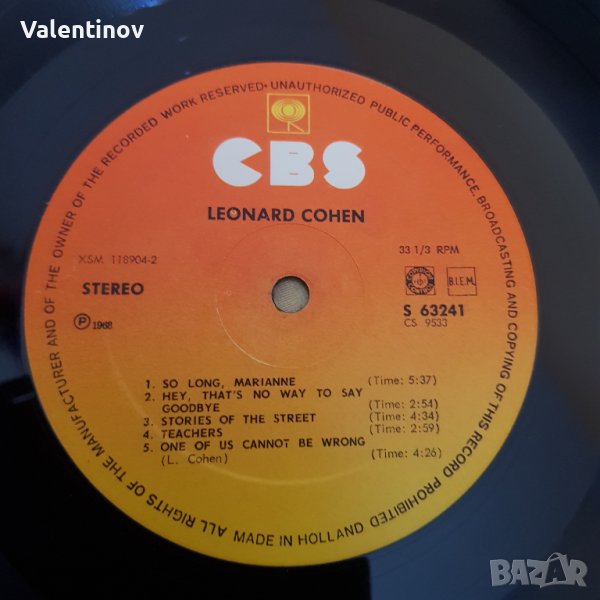 Valentinov
ALL RIGHTS OF THE MANUFACTURER AND OF THE OWNER OF THE RECORDED WORK RESERVED · UNAUTHORIZED PUBLIC PERFORMANCE, BROADCASTING AND COPYING OF THIS RECORD PROHIBITED
CBS
LEONARD COHEN
XSM 118904-2
33 1/3 RPM
STEREO
B.I.E.M.
S 63241
CS 9533
℗ 1968
1. SO LONG, MARIANNE (Time: 5:37)
2. HEY, THAT'S NO WAY TO SAY
GOODBYE (Time: 2:54)
3. STORIES OF THE STREET (Time: 4:34)
4. TEACHERS (Time: 2:59)
5. ONE OF US CANNOT BE WRONG
(L. Cohen) (Time: 4:26)
MADE IN HOLLAND
BAZAR